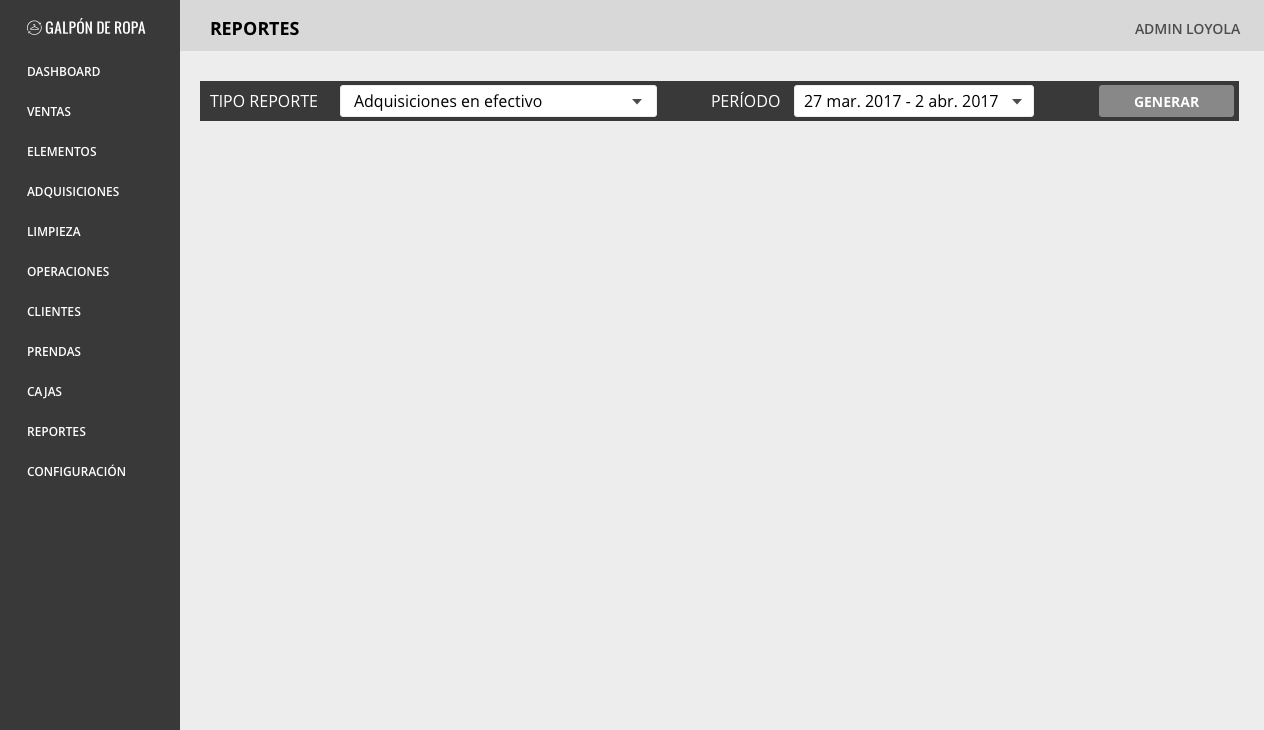 GALPÓN DE ROPA
REPORTES
ADMIN LOYOLA
DASHBOARD
VENTAS
ELEMENTOS
ADQUISICIONES
LIMPIEZA
OPERACIONES
CLIENTES
PRENDAS
CAJAS
REPORTES
CONFIGURACIÓN
TIPO REPORTE
Adquisiciones en efectivo
PERÍODO
27 mar. 2017 - 2 abr. 2017
GENERAR